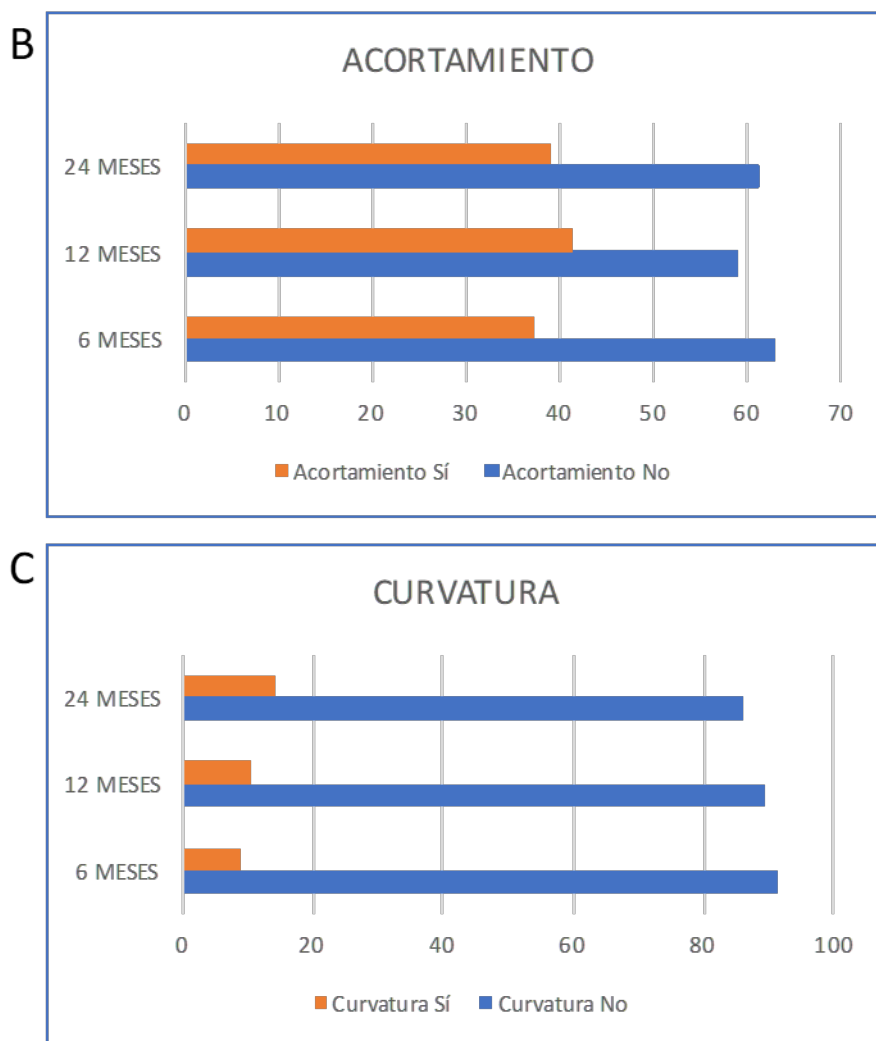 B
ACORTAMIENTO
24 MESES
12 MESES
6 MESES
0 10 20 30 40 50 60 70
Acortamiento Sí Acortamiento No
C
CURVATURA
24 MESES
12 MESES
6 MESES
0 20 40 60 80 100
Curvatura Sí Curvatura No